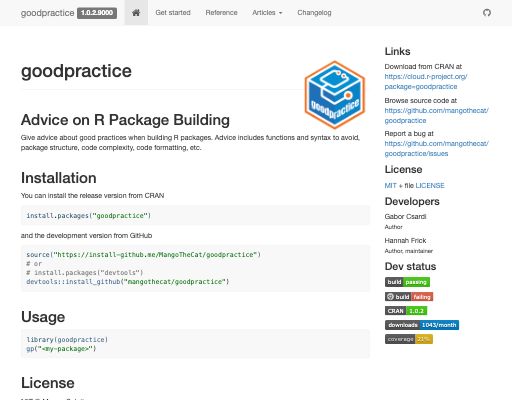 goodpractice 1.0.2.9000 Get started Reference Articles Changelog
goodpractice
goodpractice
Advice on R Package Building
Give advice about good practices when building R packages. Advice includes functions and syntax to avoid,
package structure, code complexity, code formatting, etc.
Installation
You can install the release version from CRAN
install.packages("goodpractice")
and the development version from GitHub
source("https://install-github.me/MangoTheCat/goodpractice")
# or
# install.packages("devtools")
devtools::install_github("mangothecat/goodpractice")
Usage
library(goodpractice)
gp("<my-package>")
License
Links
Download from CRAN at
https://cloud.r-project.org/
package=goodpractice
Browse source code at
https://github.com/mangothecat/
goodpractice
Report a bug at
https://github.com/mangothecat/
goodpractice/issues
License
MIT + file LICENSE
Developers
Gabor Csardi
Author
Hannah Frick
Author, maintainer
Dev status
build passing
build failing
CRAN 1.0.2
downloads 1043/month
coverage 21%